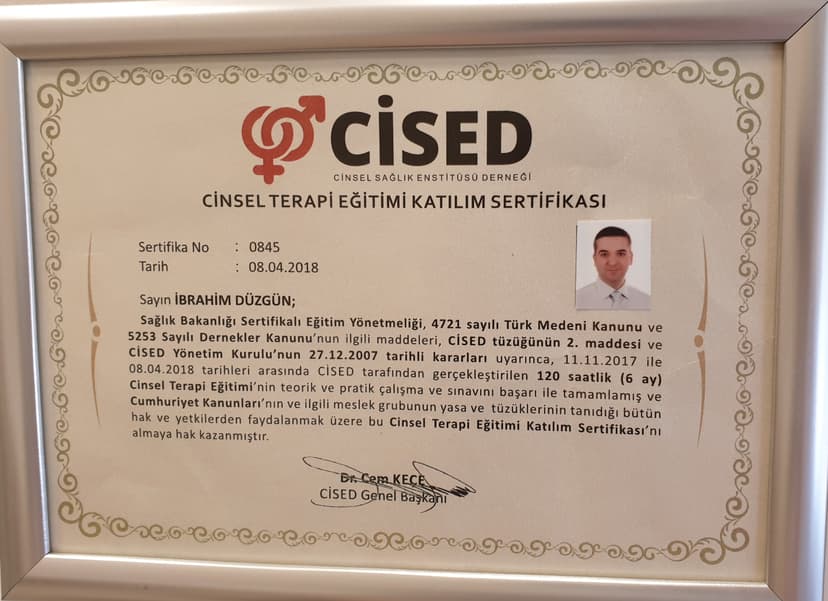 CİSED
CİNSEL SAĞLIK ENSTİTÜSÜ DERNEĞİ
CİNSEL TERAPİ EĞİTİMİ KATILIM SERTİFİKASI
Sertifika No : 0845
Tarih : 08.04.2018
Sayın İBRAHİM DÜZGÜN;
Sağlık Bakanlığı Sertifikalı Eğitim Yönetmeliği, 4721 sayılı Türk Medeni Kanunu ve
5253 Sayılı Dernekler Kanunu'nun ilgili maddeleri, CİSED tüzüğünün 2. maddesi ve
CİSED Yönetim Kurulu'nun 27.12.2007 tarihli kararları uyarınca, 11.11.2017 ile
08.04.2018 tarihleri arasında CİSED tarafından gerçekleştirilen 120 saatlik (6 ay)
Cinsel Terapi Eğitimi'nin teorik ve pratik çalışma ve sınavını başarı ile tamamlamış ve
Cumhuriyet Kanunları'nın ve ilgili meslek grubunun yasa ve tüzüklerinin tanıdığı bütün
hak ve yetkilerden faydalanmak üzere bu Cinsel Terapi Eğitimi Katılım Sertifikası'nı
almaya hak kazanmıştır.
Dr. Cem KEÇE
CİSED Genel Başkanı